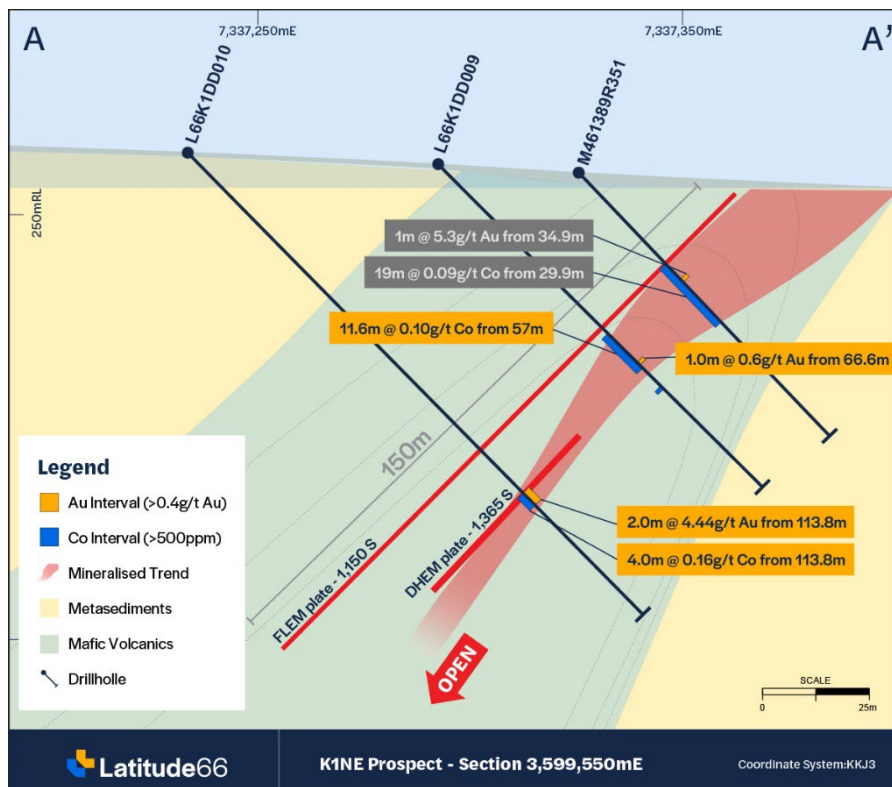 A
7,337,250mE
7,337,350mE
A'
L66K1DD010
L66K1DD009
M461389R351
250mRL
1m @ 5.3g/t Au from 34.9m
19m @ 0.09g/t Co from 29.9m
11.6m @ 0.10g/t Co from 57m
1.0m @ 0.6g/t Au from 66.6m
150m
2.0m @ 4.44g/t Au from 113.8m
4.0m @ 0.16g/t Co from 113.8m
DHEM plate - 1,365 S
FLEM plate - 1,150 S
OPEN
Legend
Au Interval (>0.4g/t Au)
Co Interval (>500ppm)
Mineralised Trend
Metasediments
Mafic Volcanics
Drillholle
SCALE
0 25m
Latitude66
K1NE Prospect - Section 3,599,550mE
Coordinate System:KKJ3